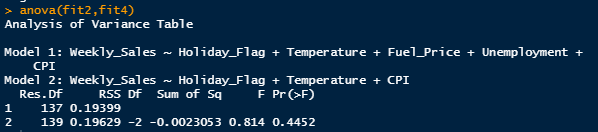 > anova(fit2,fit4)
Analysis of Variance Table

Model 1: Weekly_Sales ~ Holiday_Flag + Temperature + Fuel_Price + Unemployment +
    CPI
Model 2: Weekly_Sales ~ Holiday_Flag + Temperature + CPI
  Res.Df     RSS Df  Sum of Sq     F Pr(>F)
1    137 0.19399
2    139 0.19629 -2 -0.0023053 0.814 0.4452